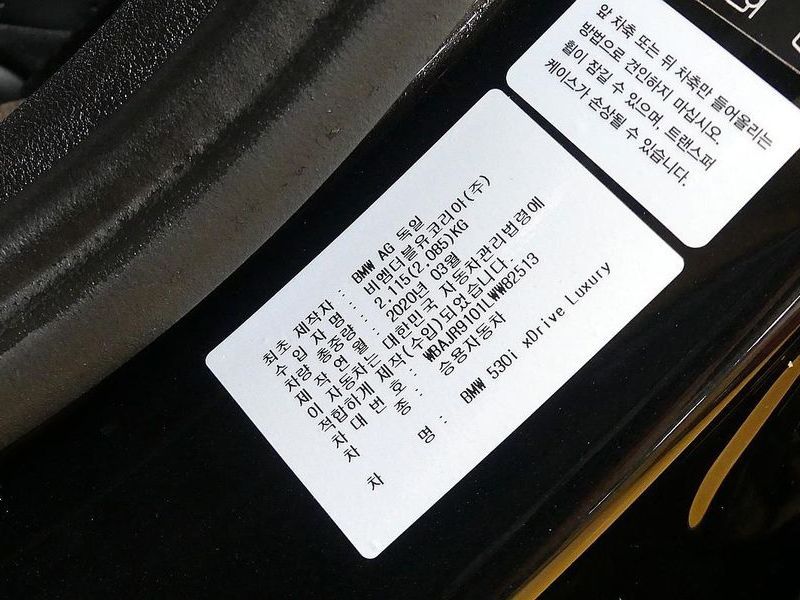 앞 차축 또는 뒤 차축만 들어올리는
방법으로 견인하지 마십시오.
휠이 잠길 수 있으며, 트랜스퍼
케이스가 손상될 수 있습니다.
최초 제작자 : BMW AG 독일
수 입 자 명 : 비엠더블유코리아(주)
차량 총중량 : 2,115(2,085)KG
제 작 연 월 : 2020년 03월
이 자동차는 대한민국 자동차관리법령에
적합하게 제작(수입)되었습니다.
차 대 번 호 : WBAJR9101LWW82513
차 종 : 승용자동차
차 명 : BMW 530i xDrive Luxury